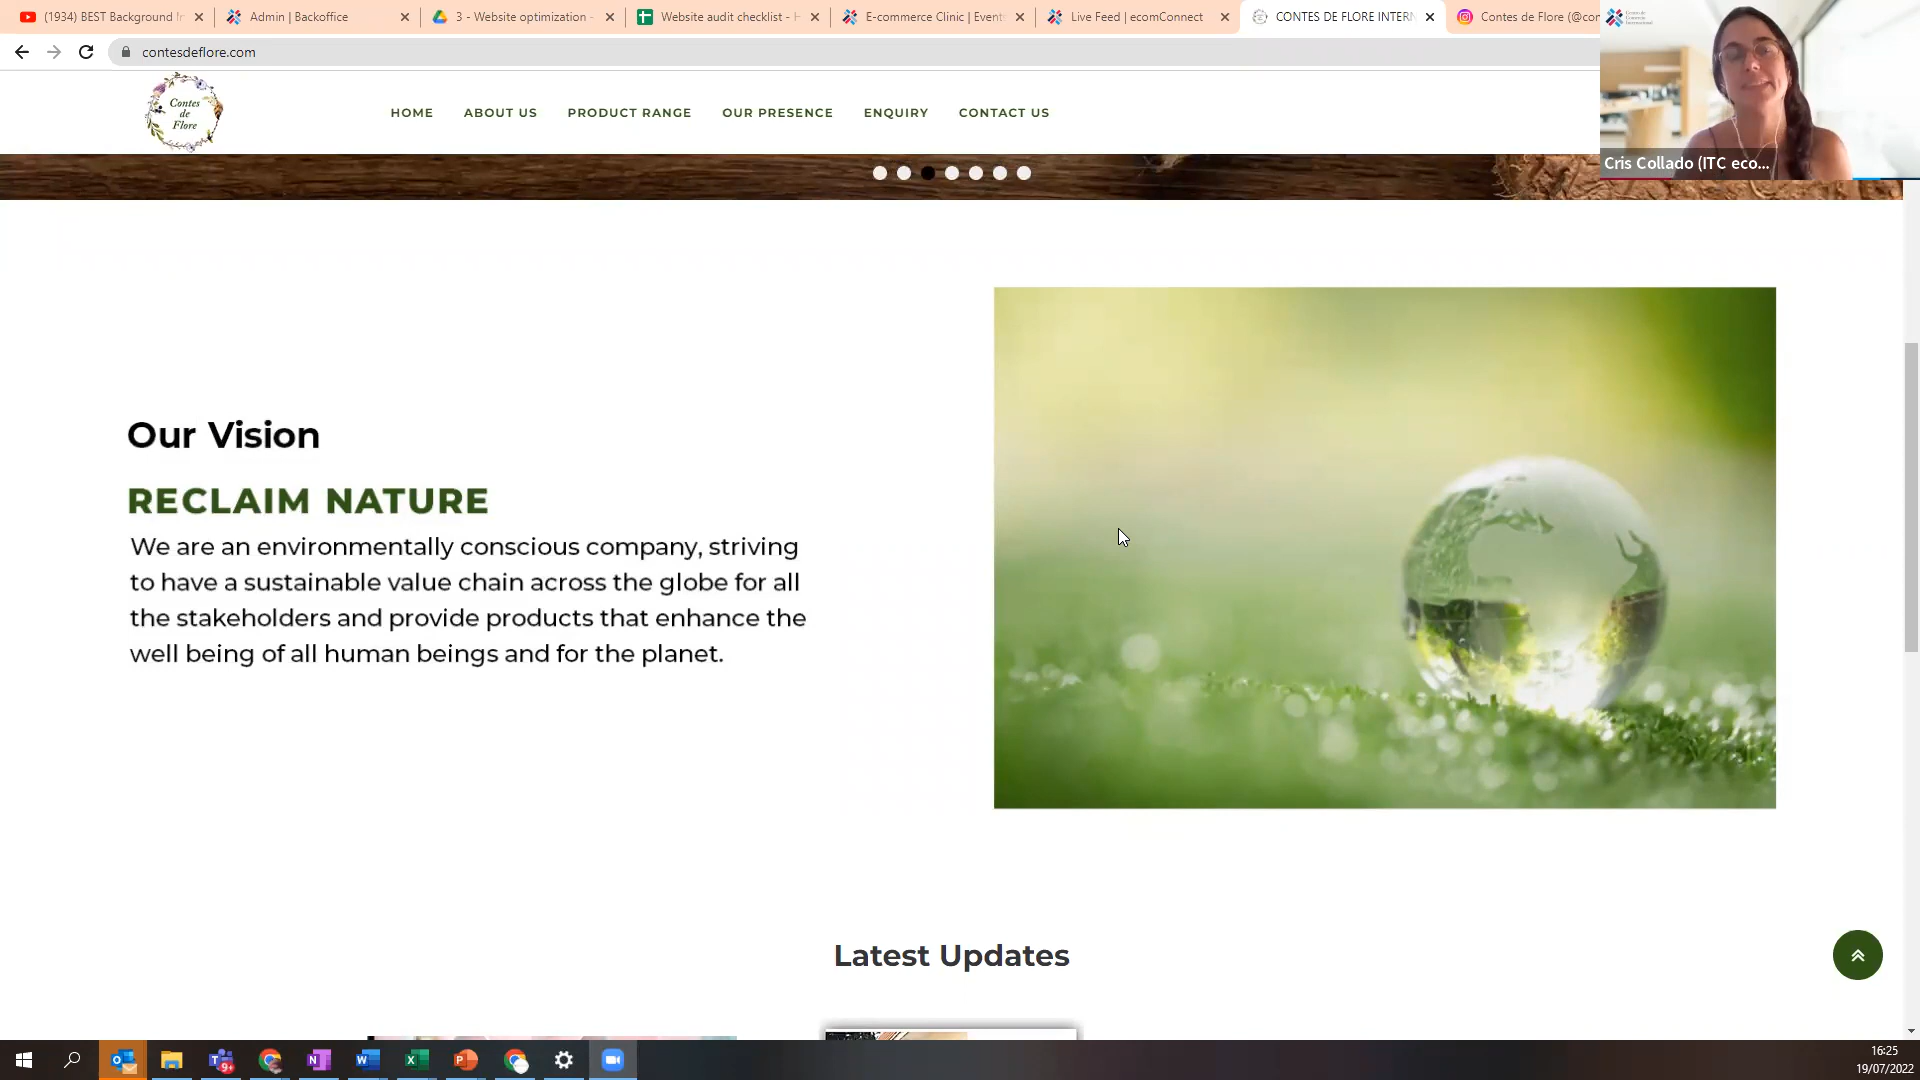 (1934) BEST Background
Admin | Backoffice
3 - Website optimization -
Website audit checklist - H
E-commerce Clinic | Event
Live Feed | ecomConnect
CONTES DE FLORE INTERN
Contes de Flore (@con
contesdeflore.com
Contes
de
Flore
HOME
ABOUT US
PRODUCT RANGE
OUR PRESENCE
ENQUIRY
CONTACT US
Cris Collado (ITC eco...
Our Vision
RECLAIM NATURE
We are an environmentally conscious company, striving
to have a sustainable value chain across the globe for all
the stakeholders and provide products that enhance the
well being of all human beings and for the planet.
Latest Updates
9+
16:25
19/07/2022